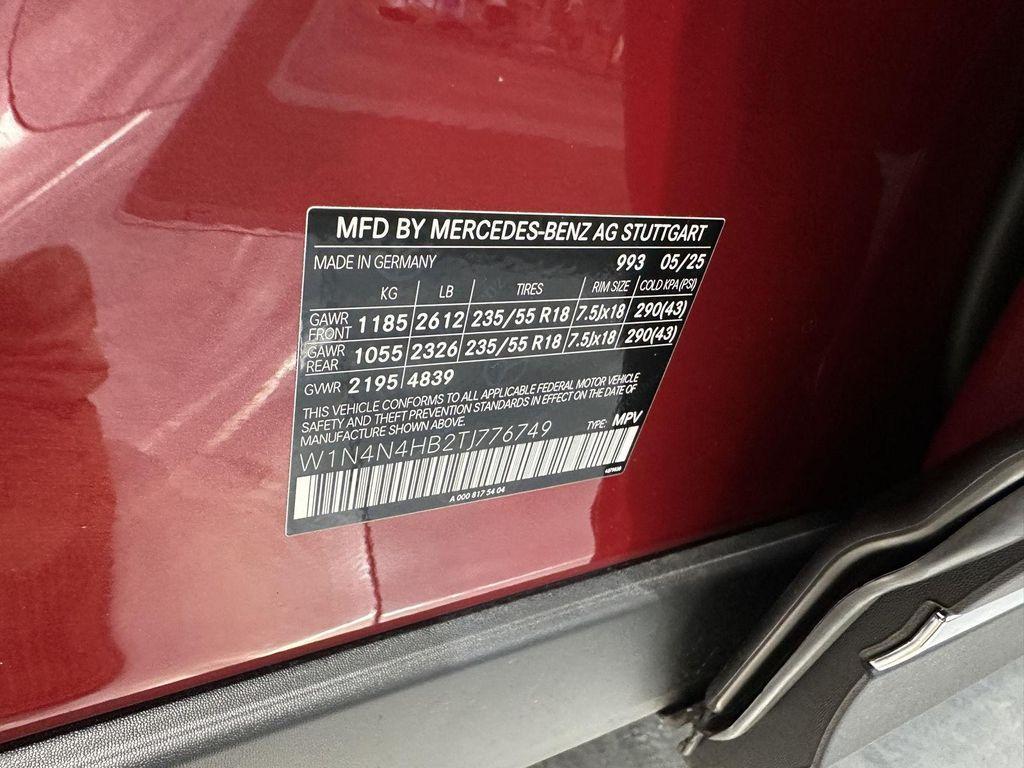 MFD BY MERCEDES-BENZ AG STUTTGART
MADE IN GERMANY 993 05/25
KG LB TIRES RIM SIZE COLD KPA(PSI)
GAWR FRONT 1185 2612 235/55 R18 7.5Jx18 290(43)
GAWR REAR 1055 2326 235/55 R18 7.5Jx18 290(43)
GVWR 2195 4839
THIS VEHICLE CONFORMS TO ALL APPLICABLE FEDERAL MOTOR VEHICLE
SAFETY AND THEFT PREVENTION STANDARDS IN EFFECT ON THE DATE OF
MANUFACTURE SHOWN ABOVE.
TYPE: MPV
W1N4N4HB2TJ776749
A 000 817 54 04